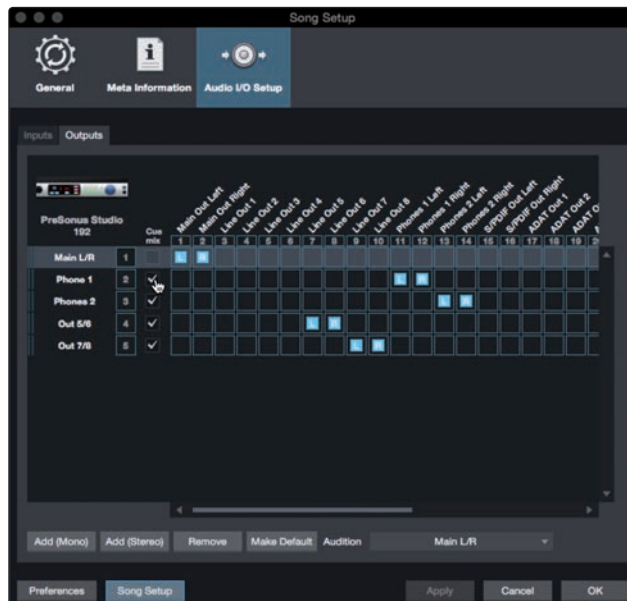 Song Setup
General
Meta Information
Audio I/O Setup
Inputs
Outputs
PreSonus Studio
192
Cue
mix
Main Out Left
Main Out Right
Line Out 1
Line Out 2
Line Out 3
Line Out 4
Line Out 5
Line Out 6
Line Out 7
Line Out 8
Phones 1 Left
Phones 1 Right
Phones 2 Left
Phones 2 Right
S/PDIF Out Left
S/PDIF Out Right
ADAT Out 1
ADAT Out 2
ADAT O
1 2 3 4 5 6 7 8 9 10 11 12 13 14 15 16 17 18 19 2
Main L/R 1 L R
Phone 1 2 L R
Phones 2 3 L R
Out 5/6 4 L R
Out 7/8 5 L R
Add (Mono) Add (Stereo) Remove Make Default Audition Main L/R
Preferences Song Setup Apply Cancel OK